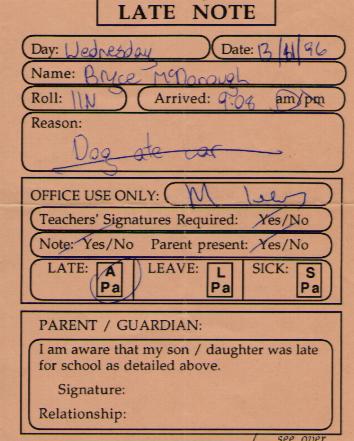 LATE NOTE
Day: Wednesday Date: 13/11/96
Name: Bryce McDorough
Roll: 11N Arrived: 9.08 am/pm
Reason:
Dog ate car
OFFICE USE ONLY: M
Teachers' Signatures Required: Yes/No
Note: Yes/No Parent present: Yes/No
LATE: A Pa LEAVE: L Pa SICK: S Pa
PARENT / GUARDIAN:
I am aware that my son / daughter was late
for school as detailed above.
Signature:
Relationship:
/ see over